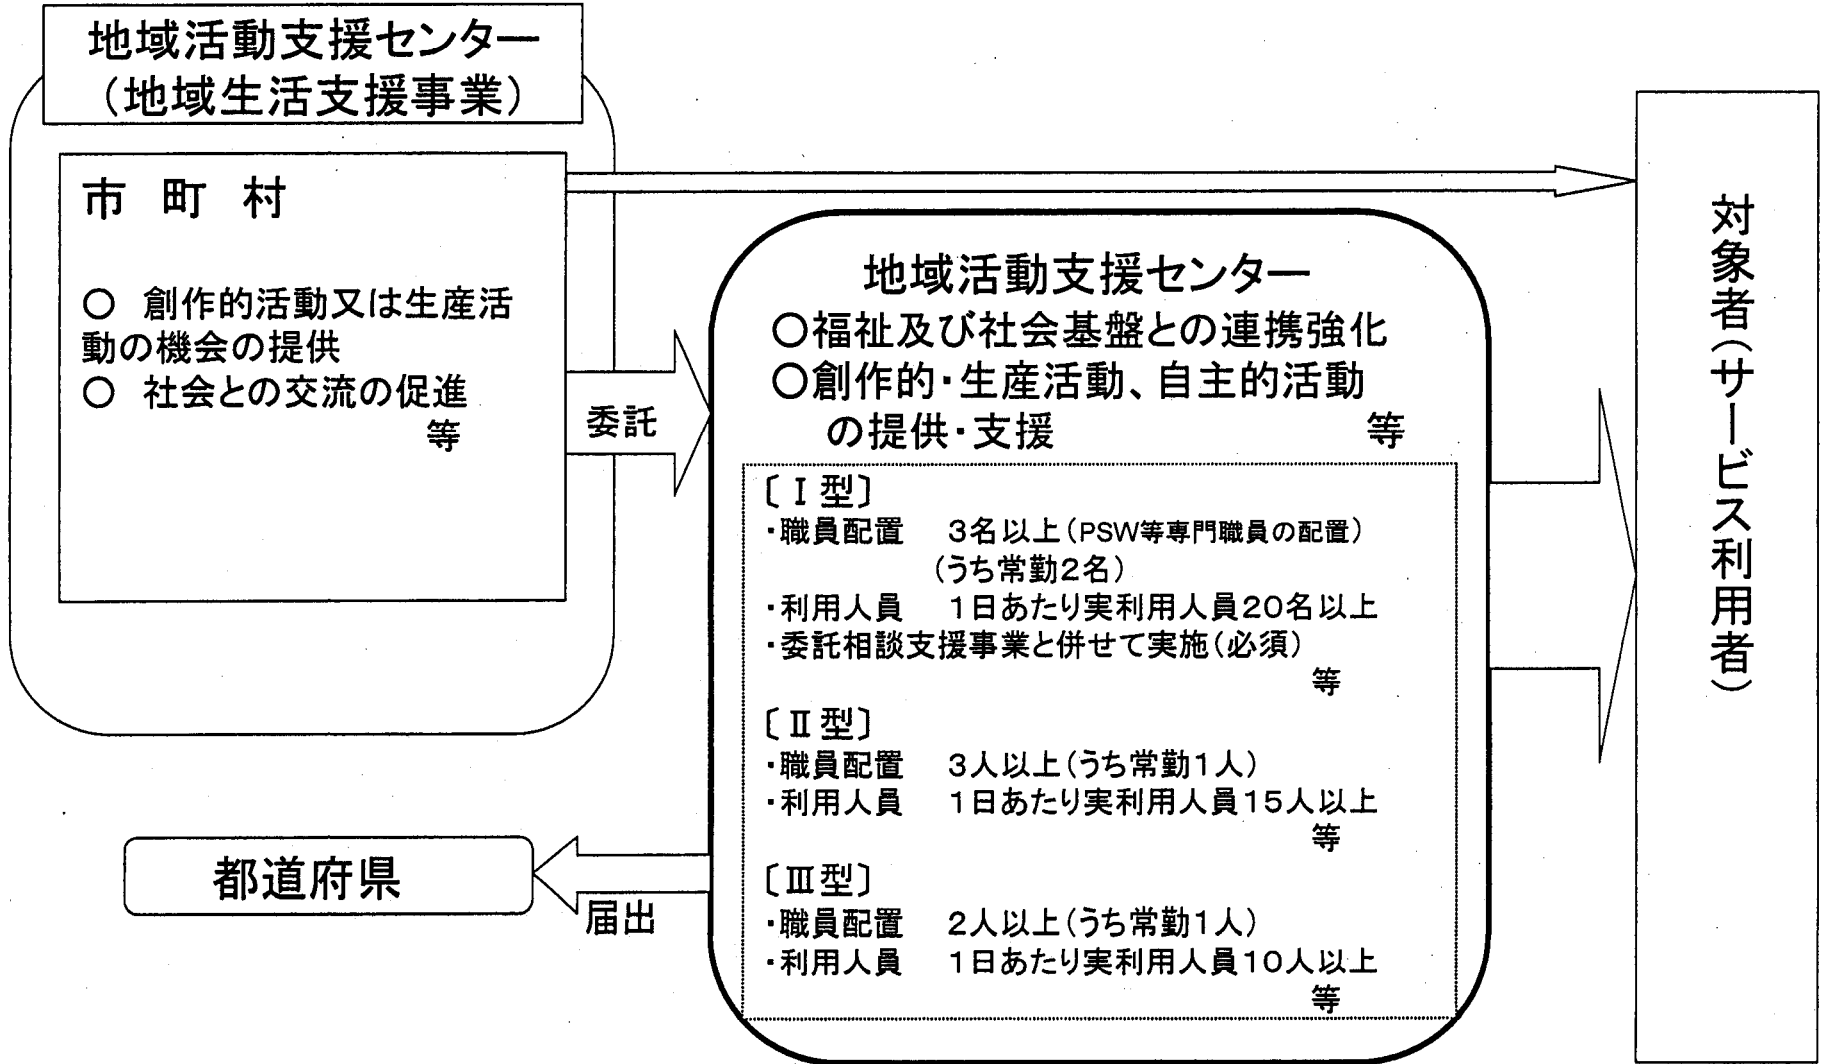 地域活動支援センター
（地域生活支援事業）
市 町 村
○ 創作的活動又は生産活
動の機会の提供
○ 社会との交流の促進
等
委託
地域活動支援センター
○福祉及び社会基盤との連携強化
○創作的・生産活動、自主的活動
の提供・支援 等
〔Ⅰ型〕
・職員配置 3名以上（PSW等専門職員の配置）
（うち常勤2名）
・利用人員 1日あたり実利用人員20名以上
・委託相談支援事業と併せて実施（必須）
等
〔Ⅱ型〕
・職員配置 3人以上（うち常勤1人）
・利用人員 1日あたり実利用人員15人以上
等
〔Ⅲ型〕
・職員配置 2人以上（うち常勤1人）
・利用人員 1日あたり実利用人員10人以上
等
都道府県
届出
対象者（サービス利用者）